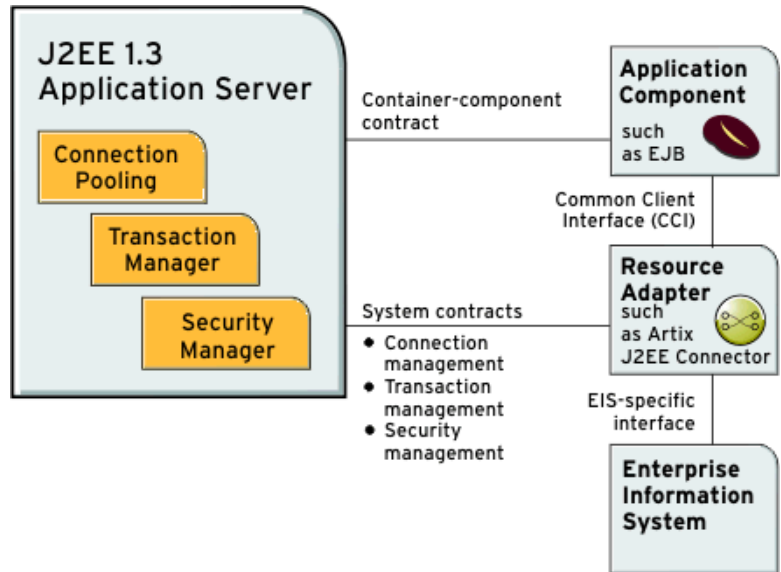 J2EE 1.3
Application Server
Connection
Pooling
Transaction
Manager
Security
Manager
Container-component
contract
System contracts
● Connection
management
● Transaction
management
● Security
management
Application
Component
such
as EJB
Common Client
Interface (CCI)
Resource
Adapter
such
as Artix
J2EE Connector
EIS-specific
interface
Enterprise
Information
System